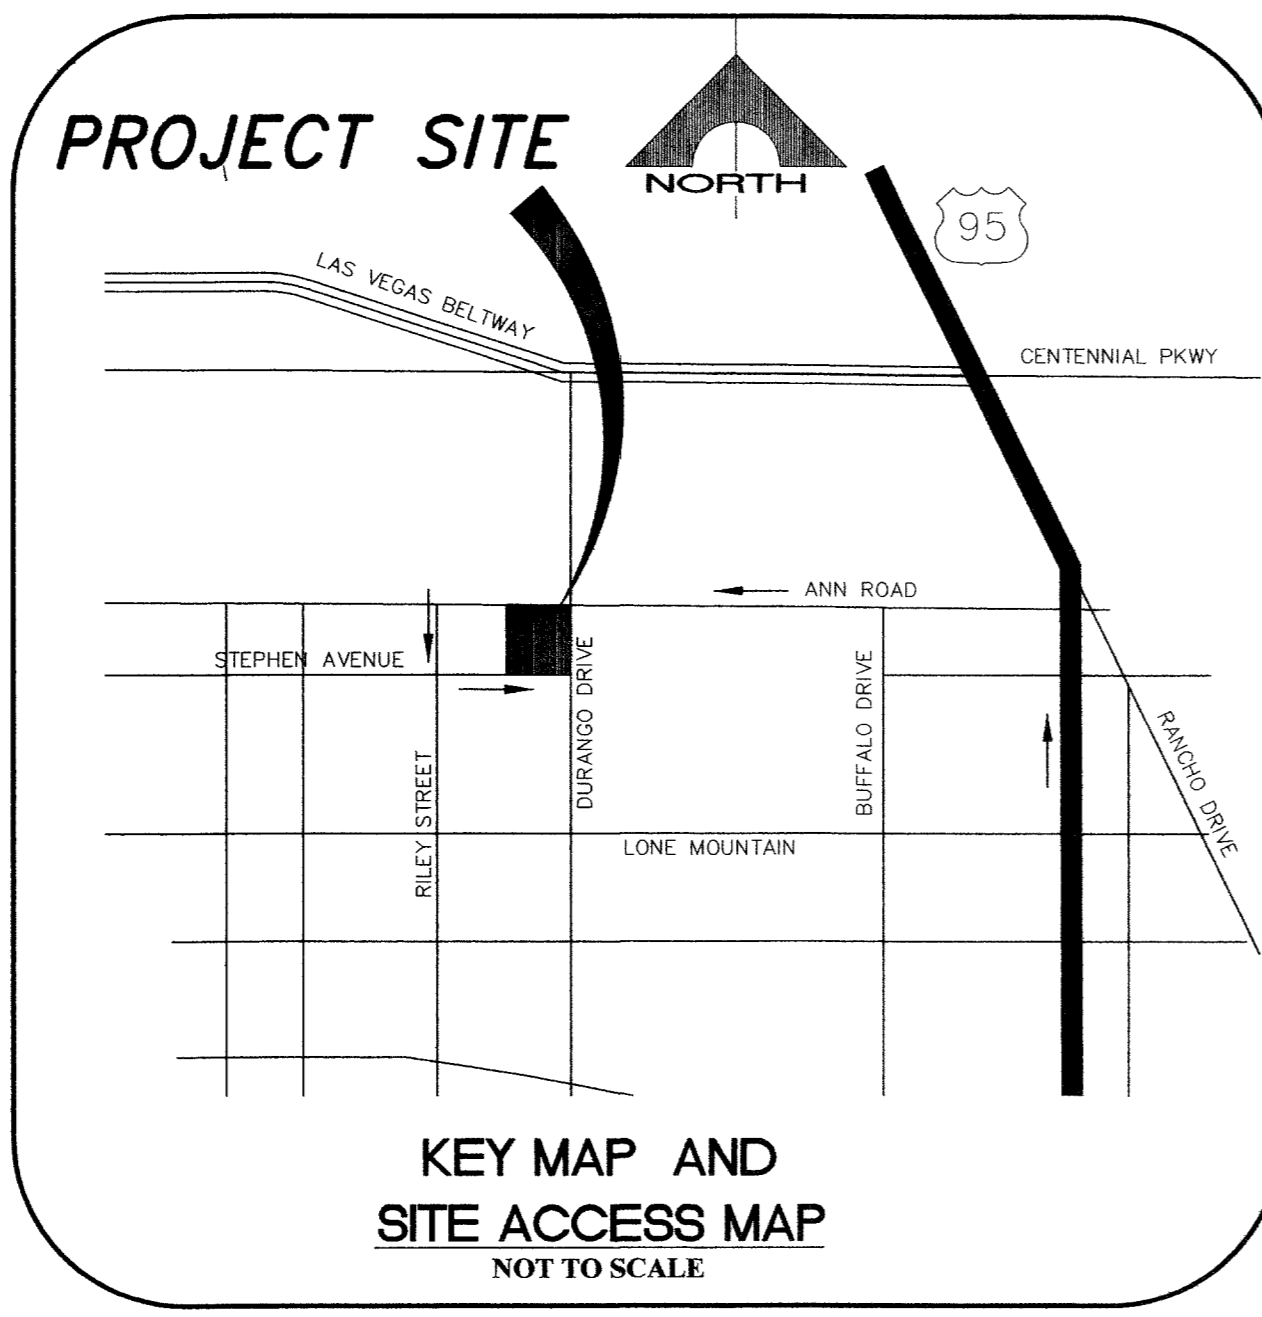 PROJECT SITE
NORTH
95
LAS VEGAS BELTWAY
CENTENNIAL PKWY
ANN ROAD
STEPHEN AVENUE
DURANGO DRIVE
BUFFALO DRIVE
RANCHO DRIVE
RILEY STREET
LONE MOUNTAIN
KEY MAP AND
SITE ACCESS MAP
NOT TO SCALE